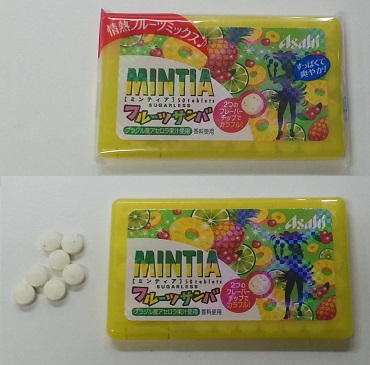 情熱フルーツミックス♪
Asahi
すっぱくて
爽やか!
MINTIA
[ミンティア] 50tablets
SUGARLESS
フルーツサンバ
ブラジル産アセロラ果汁使用 香料使用
2つの
フレーバー
チップで
カラフル!
Asahi
MINTIA
[ミンティア] 50tablets
SUGARLESS
フルーツサンバ
ブラジル産アセロラ果汁使用 香料使用
2つの
フレーバー
チップで
カラフル!